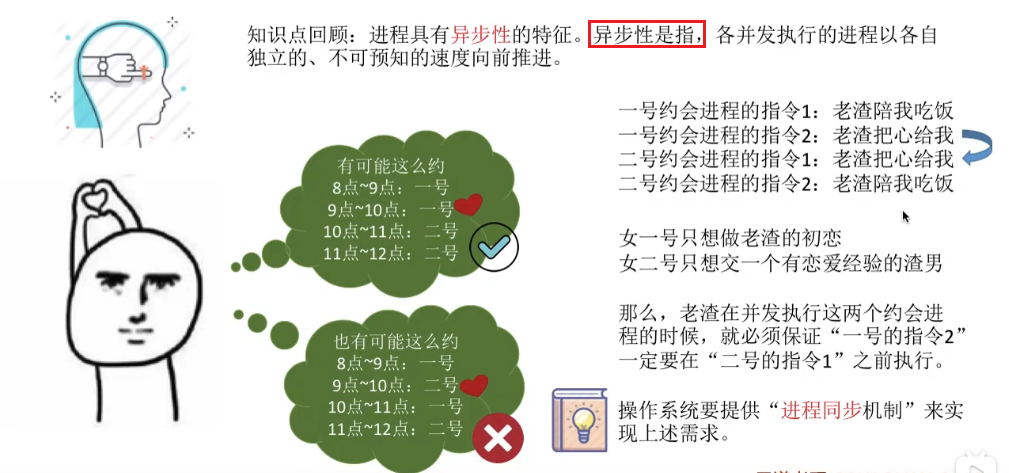 知识点回顾：进程具有异步性的特征。异步性是指，各并发执行的进程以各自
独立的、不可预知的速度向前推进。
有可能这么约
8点~9点：一号
9点~10点：一号
10点~11点：二号
11点~12点：二号
也有可能这么约
8点~9点：一号
9点~10点：二号
10点~11点：一号
11点~12点：二号
一号约会进程的指令1：老渣陪我吃饭
一号约会进程的指令2：老渣把心给我
二号约会进程的指令1：老渣把心给我
二号约会进程的指令2：老渣陪我吃饭
女一号只想做老渣的初恋
女二号只想交一个有恋爱经验的渣男
那么，老渣在并发执行这两个约会进
程的时候，就必须保证“一号的指令2”
一定要在“二号的指令1”之前执行。
操作系统要提供“进程同步机制”来实
现上述需求。